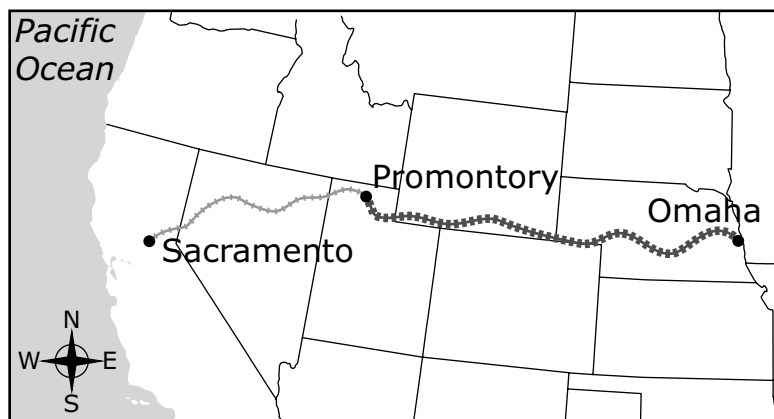 Pacific
Ocean
Promontory
Omaha
Sacramento
N
W E
S